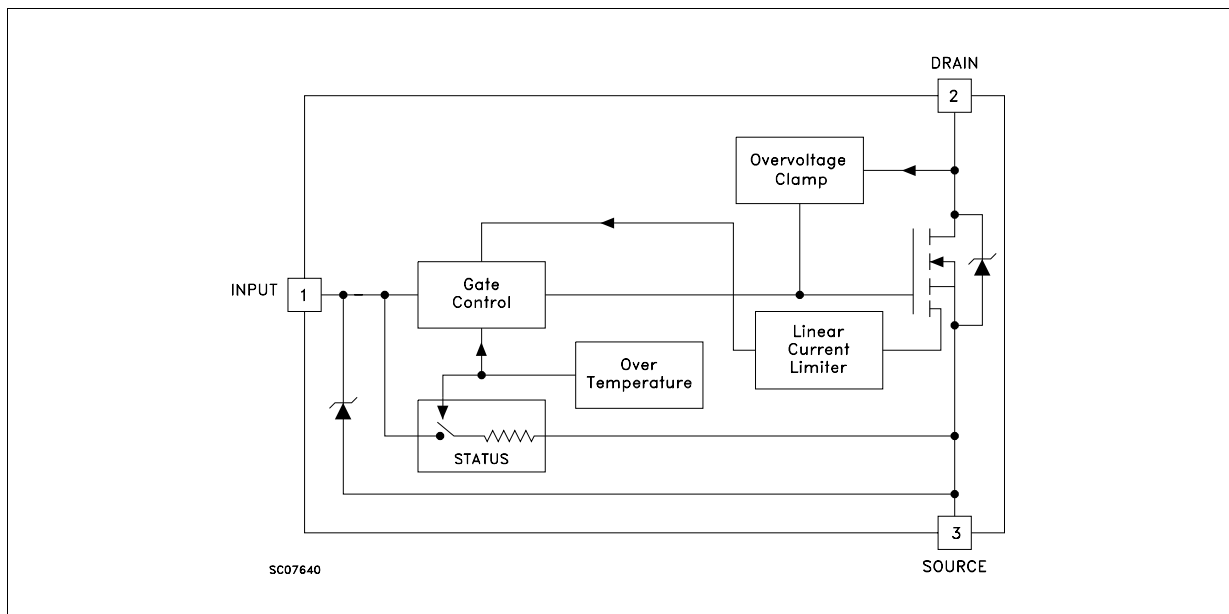 DRAIN
2
Overvoltage
Clamp
INPUT
1
Gate
Control
Linear
Current
Limiter
Over
Temperature
STATUS
3
SOURCE
SC07640